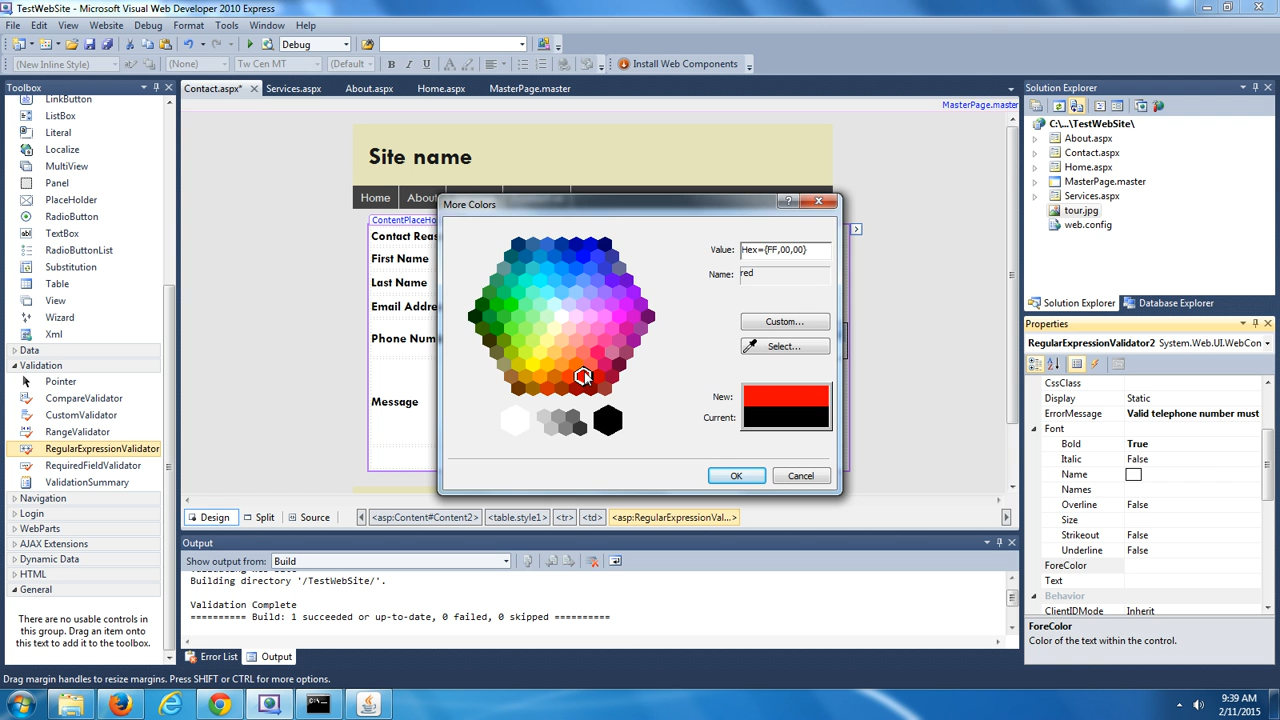 TestWebSite - Microsoft Visual Web Developer 2010 Express
File Edit View Website Debug Format Tools Window Help
Debug
(New Inline Style) (None) Tw Cen MT (Default) B I U A Install Web Components
Toolbox
LinkButton
ListBox
Literal
Localize
MultiView
Panel
PlaceHolder
RadioButton
TextBox
RadioButtonList
Substitution
Table
View
Wizard
Xml
Data
Validation
Pointer
CompareValidator
CustomValidator
RangeValidator
RegularExpressionValidator
RequiredFieldValidator
ValidationSummary
Navigation
Login
WebParts
AJAX Extensions
Dynamic Data
HTML
General
There are no usable controls in
this group. Drag an item onto
this text to add it to the toolbox.
Contact.aspx* Services.aspx About.aspx Home.aspx MasterPage.master
MasterPage.master
Site name
Home Abou
ContentPlaceHo
Contact Reas
First Name
Last Name
Email Addre
Phone Num
Message
More Colors
Value: Hex={FF,00,00}
Name: red
Custom...
Select...
New:
Current:
OK Cancel
Design Split Source <asp:Content#Content2> <table.style1> <tr> <td> <asp:RegularExpressionVal...>
Output
Show output from: Build
Building directory '/TestWebSite/'.
Validation Complete
========== Build: 1 succeeded or up-to-date, 0 failed, 0 skipped ==========
Error List Output
Solution Explorer
C:\...\TestWebSite\
About.aspx
Contact.aspx
Home.aspx
MasterPage.master
Services.aspx
tour.jpg
web.config
Solution Explorer Database Explorer
Properties
RegularExpressionValidator2 System.Web.UI.WebCon
CssClass
Display Static
ErrorMessage Valid telephone number must
Font
Bold True
Italic False
Name
Names
Overline False
Size
Strikeout False
Underline False
ForeColor
Text
Behavior
ClientIDMode Inherit
ForeColor
Color of the text within the control.
Drag margin handles to resize margins. Press SHIFT or CTRL for more options.
9:39 AM
2/11/2015